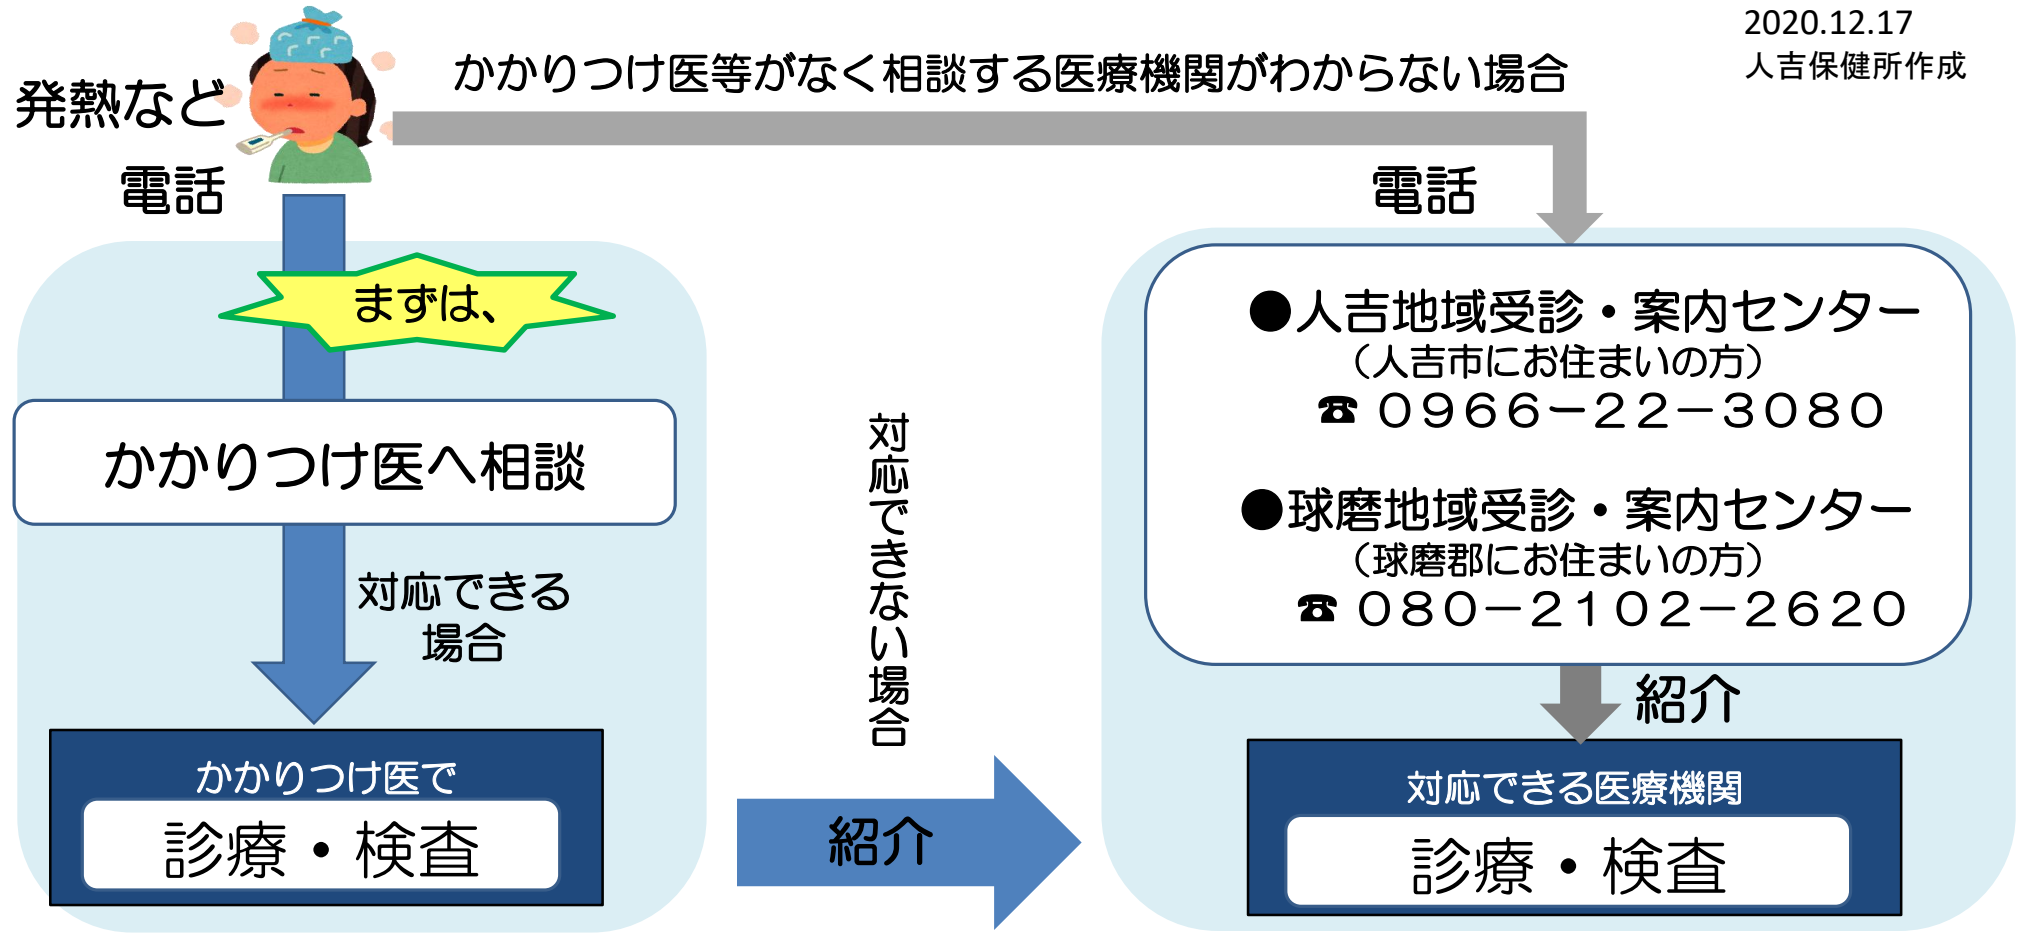 2020.12.17
人吉保健所作成
かかりつけ医等がなく相談する医療機関がわからない場合
発熱など
電話
電話
まずは、
かかりつけ医へ相談
対応できる
場合
かかりつけ医で
診療・検査
対応できない場合
紹介
●人吉地域受診・案内センター
（人吉市にお住まいの方）
☎０９６６－２２－３０８０
●球磨地域受診・案内センター
（球磨郡にお住まいの方）
☎０８０－２１０２－２６２０
紹介
対応できる医療機関
診療・検査